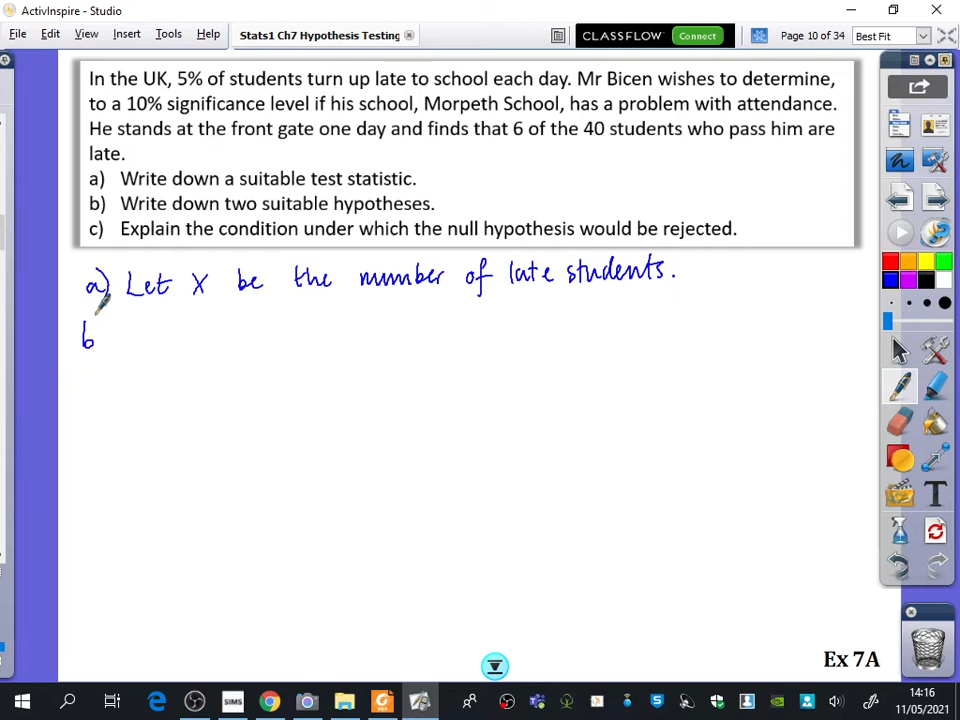 ActivInspire - Studio
File Edit View Insert Tools Help
Stats1 Ch7 Hypothesis Testing
CLASSFLOW Connect
Page 10 of 34
Best Fit
In the UK, 5% of students turn up late to school each day. Mr Bicen wishes to determine,
to a 10% significance level if his school, Morpeth School, has a problem with attendance.
He stands at the front gate one day and finds that 6 of the 40 students who pass him are
late.
a) Write down a suitable test statistic.
b) Write down two suitable hypotheses.
c) Explain the condition under which the null hypothesis would be rejected.
a) Let X be the number of late students.
b
Ex 7A
SIMS
14:16
11/05/2021